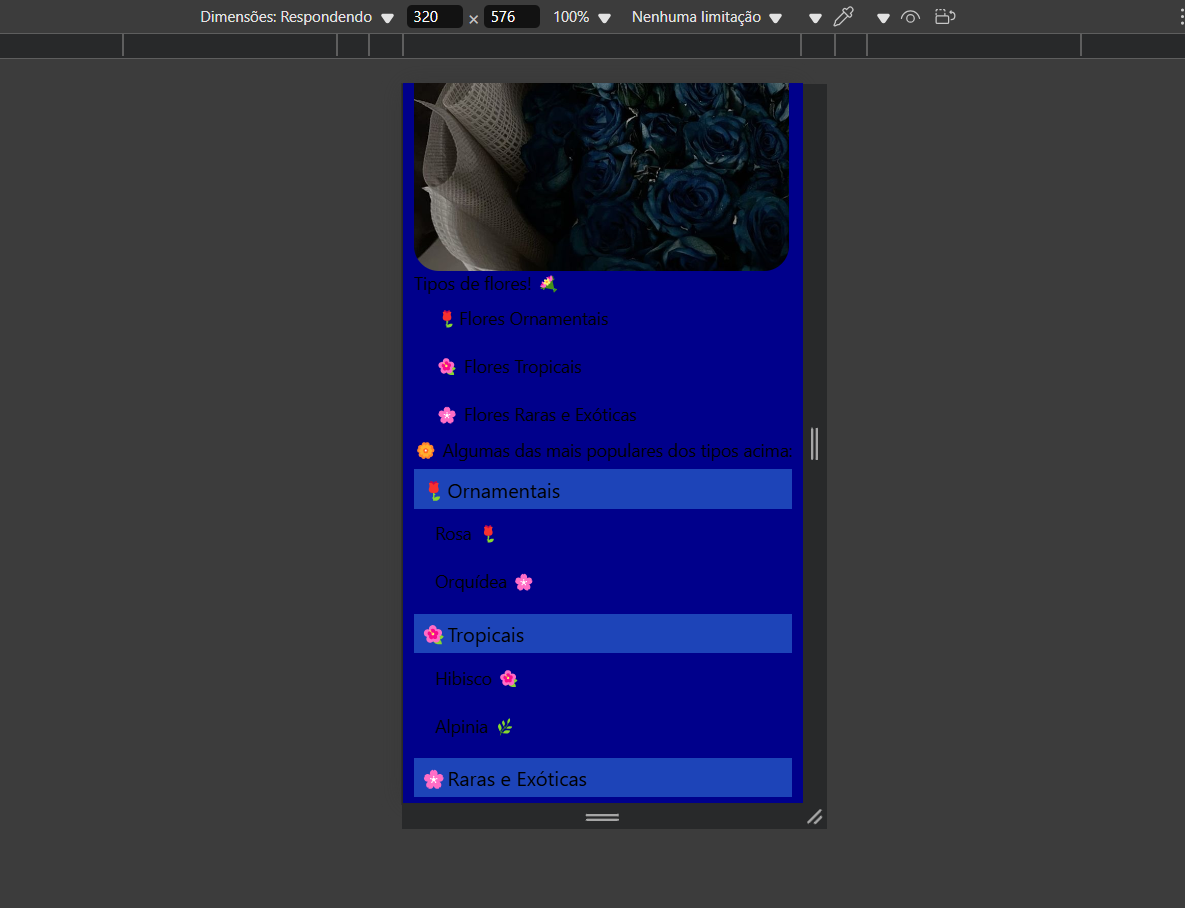 Dimensões: Respondendo 320 × 576 100% Nenhuma limitação
Tipos de flores! 💐
🌷Flores Ornamentais
🌺 Flores Tropicais
🌸 Flores Raras e Exóticas
🌼 Algumas das mais populares dos tipos acima:
🌷Ornamentais
Rosa 🌷
Orquídea 🌸
🌺Tropicais
Hibisco 🌺
Alpinia 🌿
🌸Raras e Exóticas